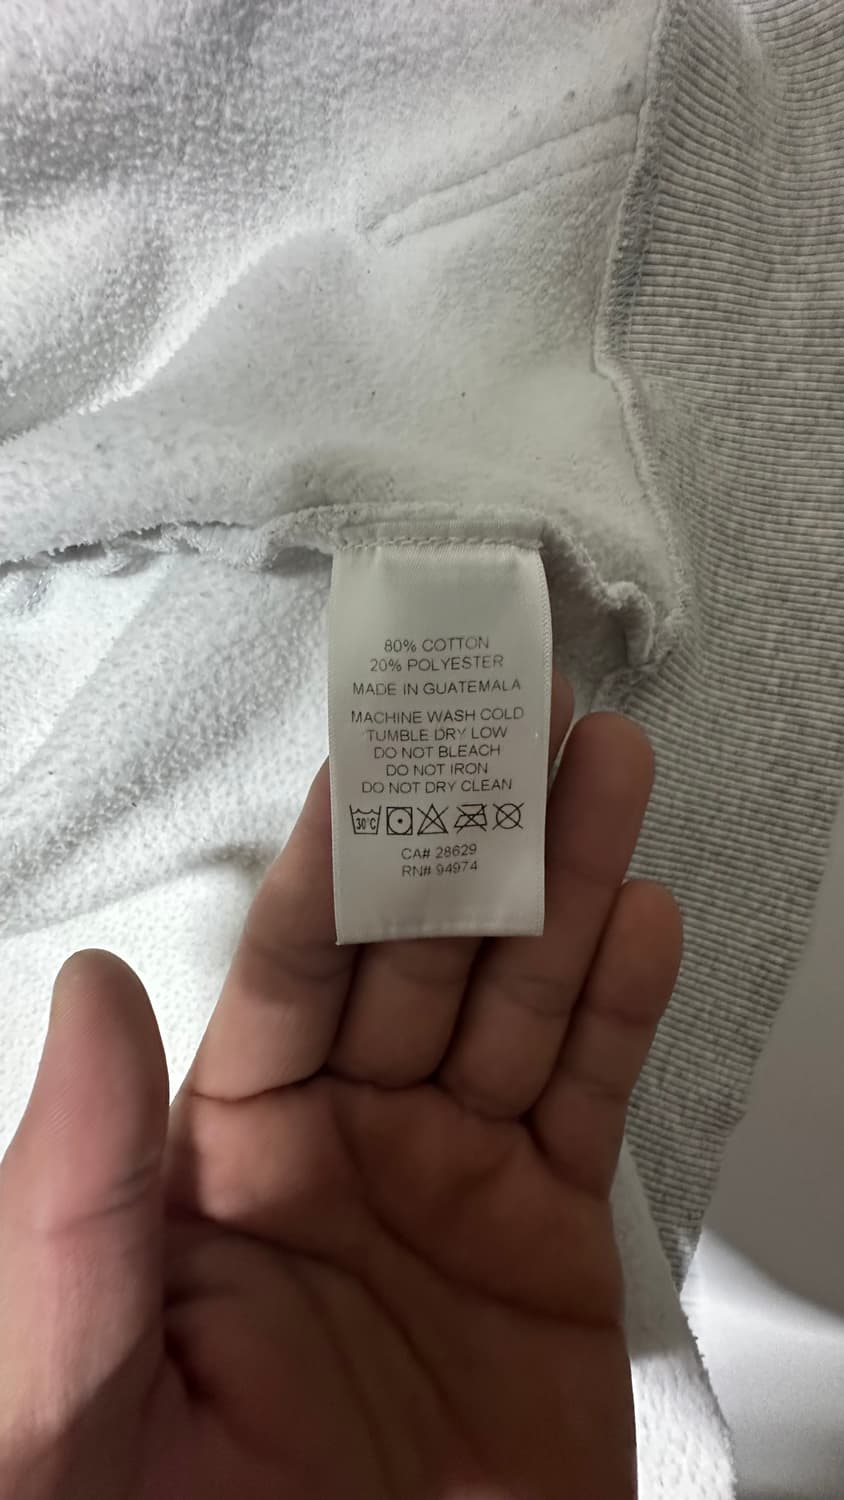 80% COTTON
20% POLYESTER
MADE IN GUATEMALA
MACHINE WASH COLD
TUMBLE DRY LOW
DO NOT BLEACH
DO NOT IRON
DO NOT DRY CLEAN
30°C
CA# 28629
RN# 94974